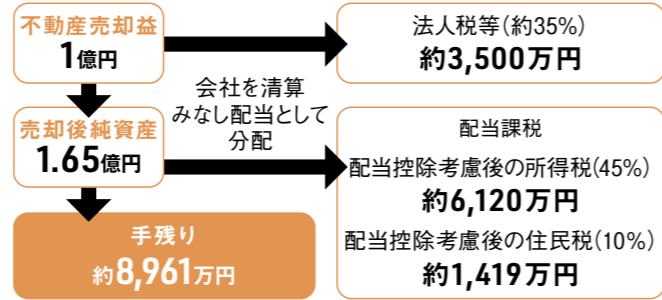 不動産売却益
1億円
法人税等(約35%)
約3,500万円
会社を清算
みなし配当として
分配
売却後純資産
1.65億円
配当課税
配当控除考慮後の所得税(45%)
約6,120万円
配当控除考慮後の住民税(10%)
約1,419万円
手残り
約8,961万円